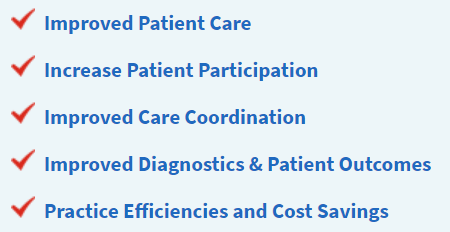 Improved Patient Care
Increase Patient Participation
Improved Care Coordination
Improved Diagnostics & Patient Outcomes
Practice Efficiencies and Cost Savings